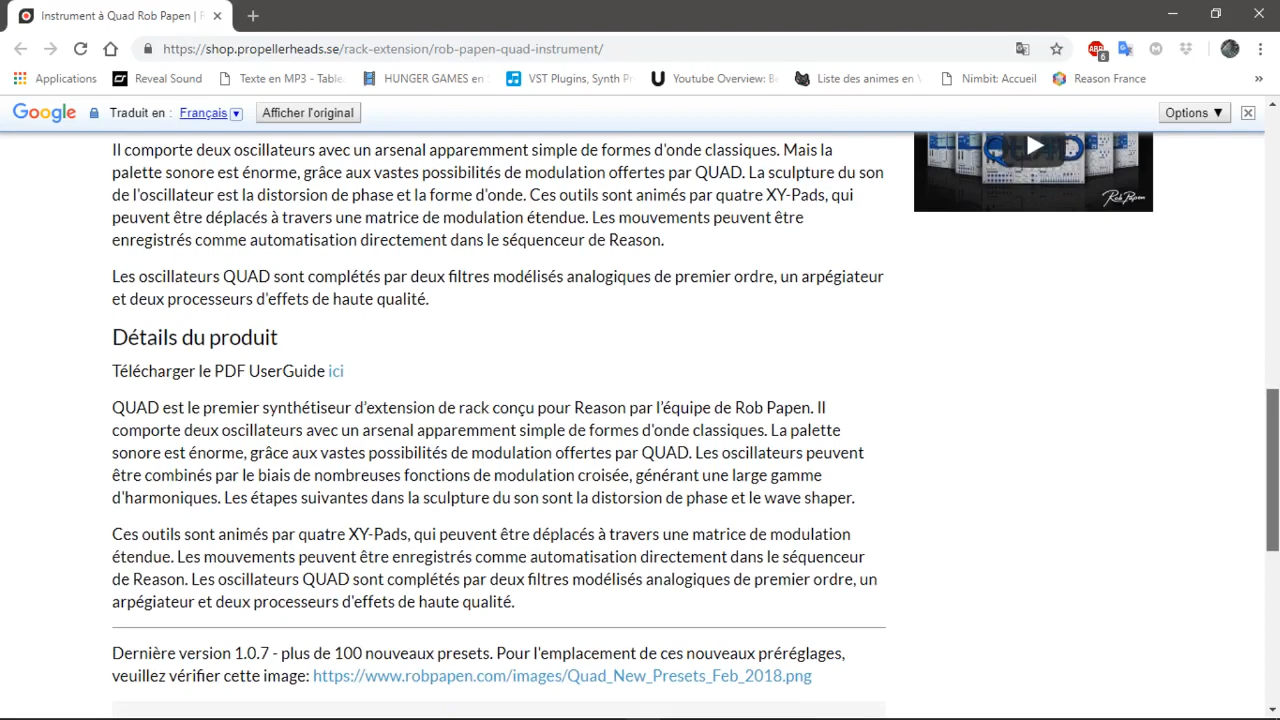 Instrument à Quad Rob Papen | R
https://shop.propellerheads.se/rack-extension/rob-papen-quad-instrument/
ABP
6
Applications
Reveal Sound
Texte en MP3 - Table
HUNGER GAMES en S
VST Plugins, Synth Pr
Youtube Overview: Be
Liste des animes en V
Nimbit: Accueil
Reason France
»
Google Traduit en : Français ▼ Afficher l'original
Options ▼
QUAD
Rob Papen
Il comporte deux oscillateurs avec un arsenal apparemment simple de formes d'onde classiques. Mais la
palette sonore est énorme, grâce aux vastes possibilités de modulation offertes par QUAD. La sculpture du son
de l'oscillateur est la distorsion de phase et la forme d'onde. Ces outils sont animés par quatre XY-Pads, qui
peuvent être déplacés à travers une matrice de modulation étendue. Les mouvements peuvent être
enregistrés comme automatisation directement dans le séquenceur de Reason.
Les oscillateurs QUAD sont complétés par deux filtres modélisés analogiques de premier ordre, un arpégiateur
et deux processeurs d'effets de haute qualité.
Détails du produit
Télécharger le PDF UserGuide ici
QUAD est le premier synthétiseur d'extension de rack conçu pour Reason par l'équipe de Rob Papen. Il
comporte deux oscillateurs avec un arsenal apparemment simple de formes d'onde classiques. La palette
sonore est énorme, grâce aux vastes possibilités de modulation offertes par QUAD. Les oscillateurs peuvent
être combinés par le biais de nombreuses fonctions de modulation croisée, générant une large gamme
d'harmoniques. Les étapes suivantes dans la sculpture du son sont la distorsion de phase et le wave shaper.
Ces outils sont animés par quatre XY-Pads, qui peuvent être déplacés à travers une matrice de modulation
étendue. Les mouvements peuvent être enregistrés comme automatisation directement dans le séquenceur
de Reason. Les oscillateurs QUAD sont complétés par deux filtres modélisés analogiques de premier ordre, un
arpégiateur et deux processeurs d'effets de haute qualité.
Dernière version 1.0.7 - plus de 100 nouveaux presets. Pour l'emplacement de ces nouveaux préréglages,
veuillez vérifier cette image: https://www.robpapen.com/images/Quad_New_Presets_Feb_2018.png